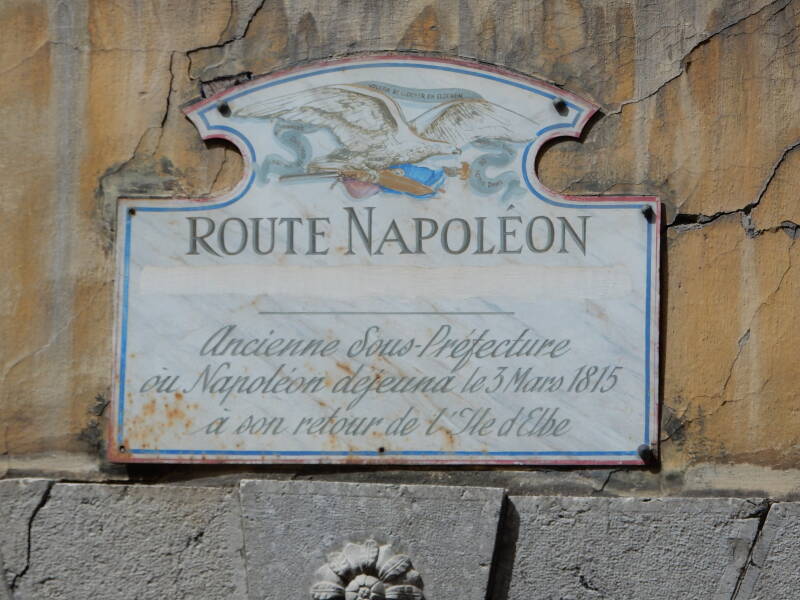 ROUTE NAPOLÉON
Ancienne Sous-Préfecture
où Napoléon déjeuna le 3 Mars 1815
à son retour de l'Ile d'Elbe